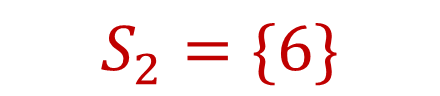 S₂ = {6}